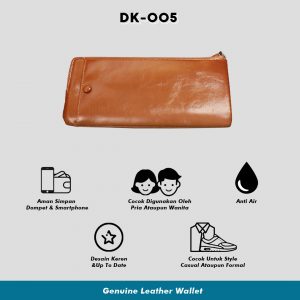 DK-005
Aman Simpan
Dompet & Smartphone
Cocok Digunakan Oleh
Pria Ataupun Wanita
Anti Air
Desain Keren
&Up To Date
Cocok Untuk Style
Casual Ataupun Formal
Genuine Leather Wallet